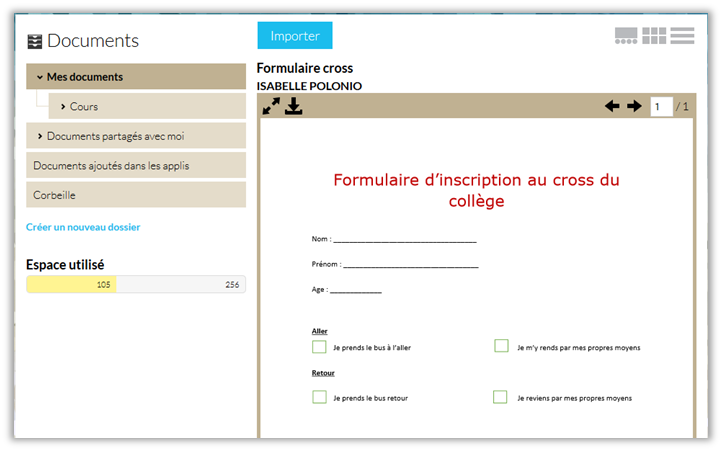 Documents
Mes documents
Cours
Documents partagés avec moi
Documents ajoutés dans les applis
Corbeille
Créer un nouveau dossier
Espace utilisé
105 256
Importer
Formulaire cross
ISABELLE POLONIO
1 / 1
Formulaire d'inscription au cross du
collège
Nom : ______________________________________
Prénom : ____________________________________
Age : ______________
Aller
Je prends le bus à l'aller Je m'y rends par mes propres moyens
Retour
Je prends le bus retour Je reviens par mes propres moyens